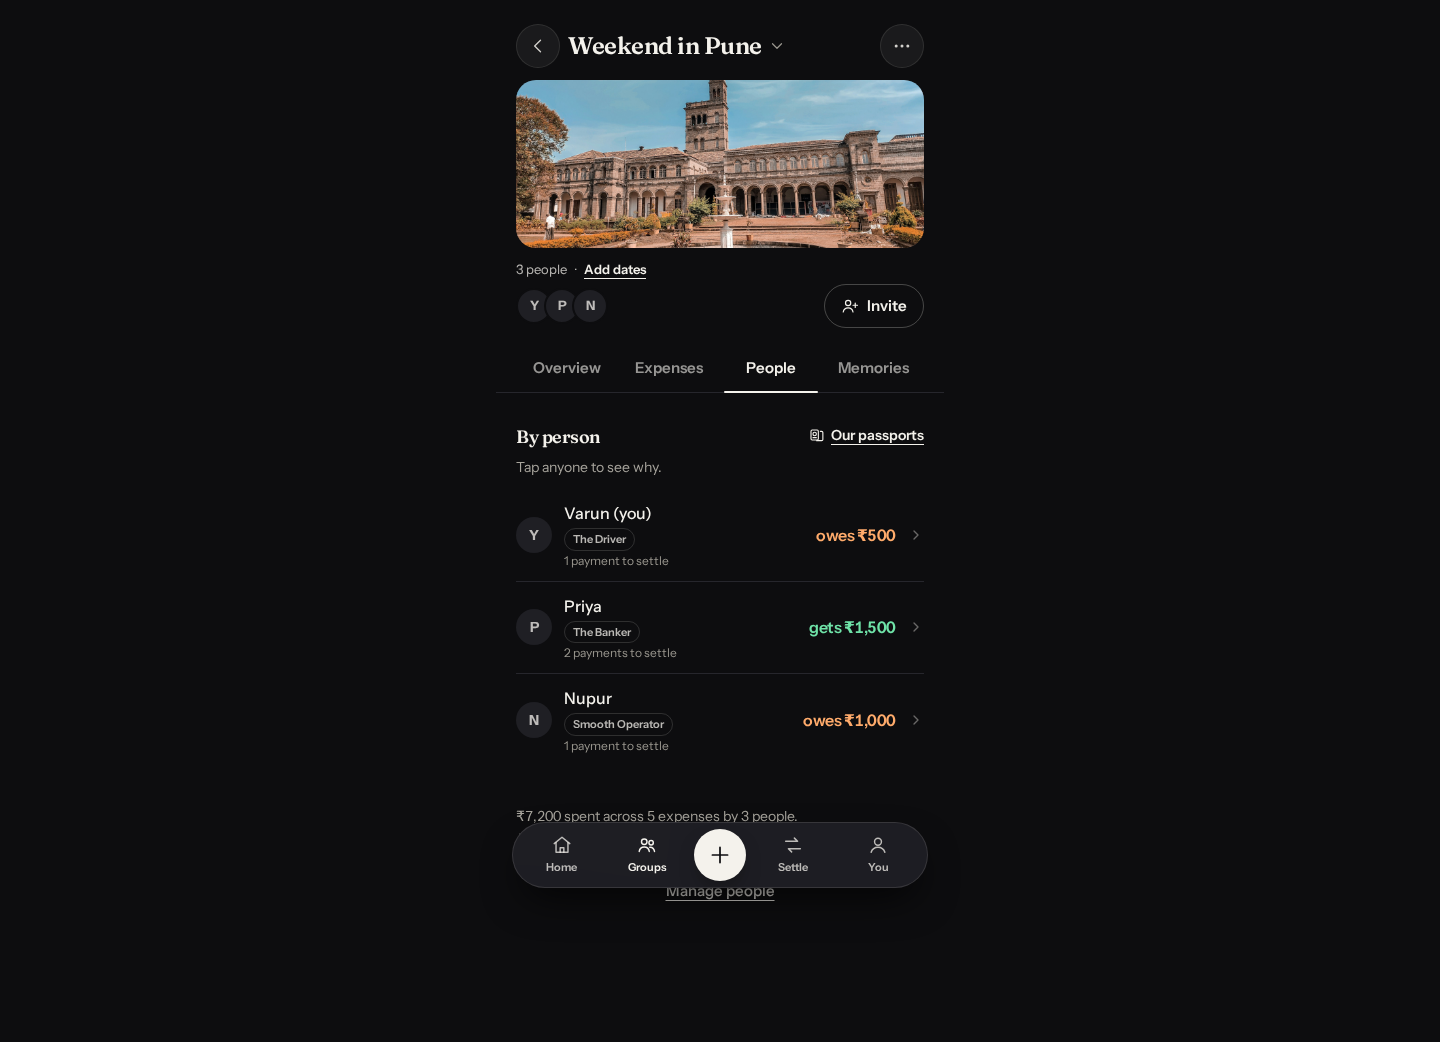 Weekend in Pune
3 people · Add dates
Y P N
Invite
Overview Expenses People Memories
By person
Our passports
Tap anyone to see why.
Y
Varun (you)
The Driver
1 payment to settle
owes ₹500
P
Priya
The Banker
2 payments to settle
gets ₹1,500
N
Nupur
Smooth Operator
1 payment to settle
owes ₹1,000
₹7,200 spent across 5 expenses by 3 people.
Home Groups Settle You
Manage people